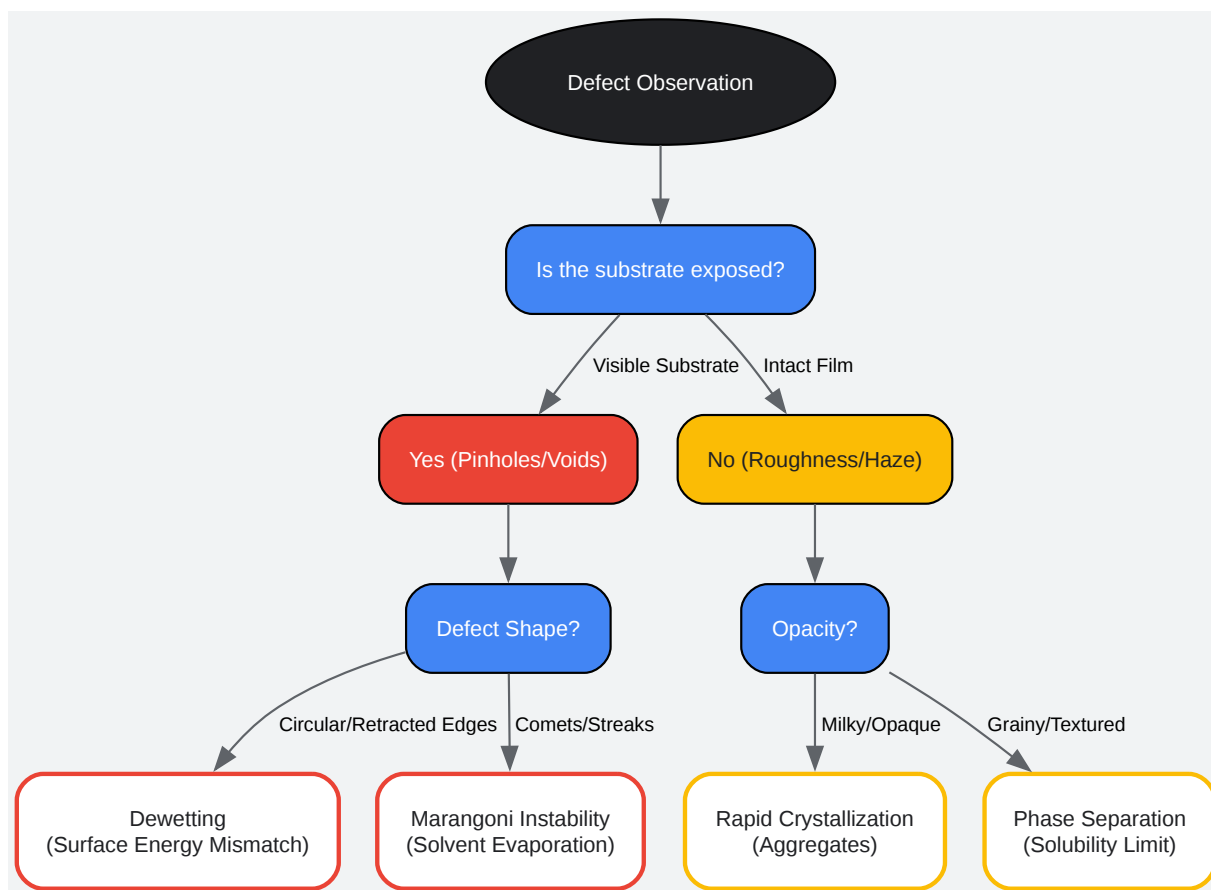 Defect Observation
Is the substrate exposed?
Visible Substrate
Intact Film
Yes (Pinholes/Voids)
No (Roughness/Haze)
Defect Shape?
Opacity?
Circular/Retracted Edges
Comets/Streaks
Milky/Opaque
Grainy/Textured
Dewetting
(Surface Energy Mismatch)
Marangoni Instability
(Solvent Evaporation)
Rapid Crystallization
(Aggregates)
Phase Separation
(Solubility Limit)